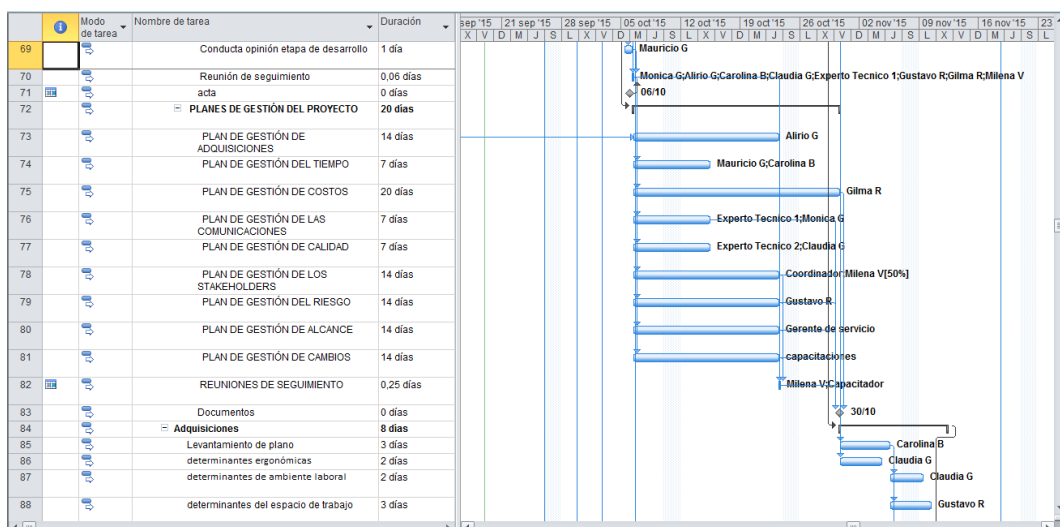 Modo de tarea Nombre de tarea Duración
sep '15 21 sep '15 28 sep '15 05 oct '15 12 oct '15 19 oct '15 26 oct '15 02 nov '15 09 nov '15 16 nov '15 23
X V D M J S L X V D M J S L X V D M J S L X V D M J S L X V D M J S L
69 Conducta opinión etapa de desarrollo 1 día Mauricio G
70 Reunión de seguimiento 0,06 días Monica G;Alirio G;Carolina B;Claudia G;Experto Tecnico 1;Gustavo R;Gilma R;Milena V
71 acta 0 días 06/10
72 PLANES DE GESTIÓN DEL PROYECTO 20 días
73 PLAN DE GESTIÓN DE ADQUISICIONES 14 días Alirio G
74 PLAN DE GESTIÓN DEL TIEMPO 7 días Mauricio G;Carolina B
75 PLAN DE GESTIÓN DE COSTOS 20 días Gilma R
76 PLAN DE GESTIÓN DE LAS COMUNICACIONES 7 días Experto Tecnico 1;Monica G
77 PLAN DE GESTIÓN DE CALIDAD 7 días Experto Tecnico 2;Claudia G
78 PLAN DE GESTIÓN DE LOS STAKEHOLDERS 14 días Coordinador;Milena V[50%]
79 PLAN DE GESTIÓN DEL RIESGO 14 días Gustavo R
80 PLAN DE GESTIÓN DE ALCANCE 14 días Gerente de servicio
81 PLAN DE GESTIÓN DE CAMBIOS 14 días capacitaciones
82 REUNIONES DE SEGUIMIENTO 0,25 días Milena V;Capacitador
83 Documentos 0 días 30/10
84 Adquisiciones 8 días
85 Levantamiento de plano 3 días Carolina B
86 determinantes ergonómicas 2 días Claudia G
87 determinantes de ambiente laboral 2 días Claudia G
88 determinantes del espacio de trabajo 3 días Gustavo R